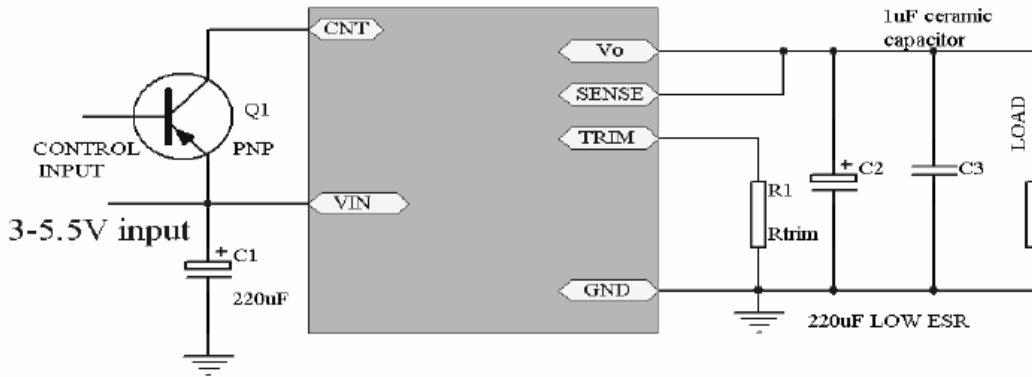 CNT
1uF ceramic
capacitor
Vo
SENSE
Q1
TRIM
LOAD
CONTROL
INPUT
PNP
C2
C3
R1
VIN
3-5.5V input
Rtrim
+
C1
+
220uF
GND
220uF LOW ESR